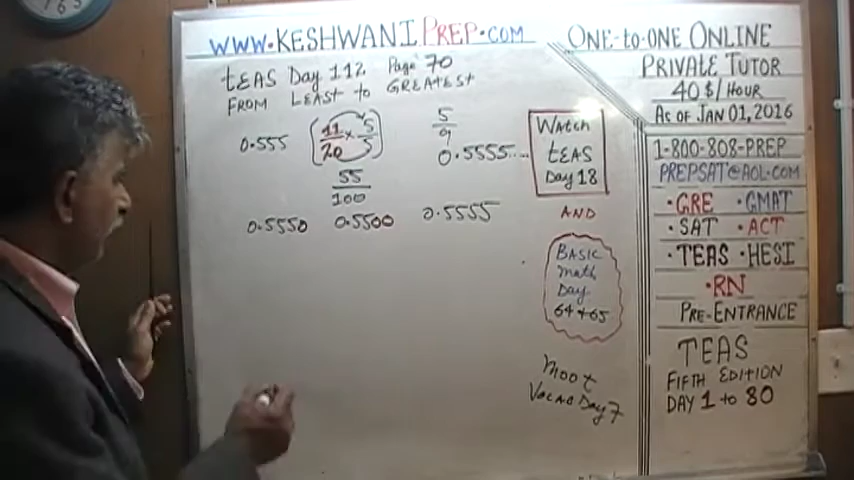 WWW.KESHWANIPREP.COM
tEAS Day 112 Page 70
FROM LEAST to GREATEST
0.555 (11/20 × 5/5) 5/9
0.5555....
55/100
0.5550 0.5500 0.5555
Watch
tEAS
Day 18
AND
BASIC
math
Day
64+65
moot
VOCAB Day 7
ONE-to-ONE ONLINE
PRIVATE TUTOR
40$/HOUR
AS OF JAN 01,2016
1-800-808-PREP
PREPSAT@AOL.COM
•GRE •GMAT
•SAT •ACT
•TEAS •HESI
•RN
PRE-ENTRANCE
TEAS
FIFTH EDITION
DAY 1 to 80